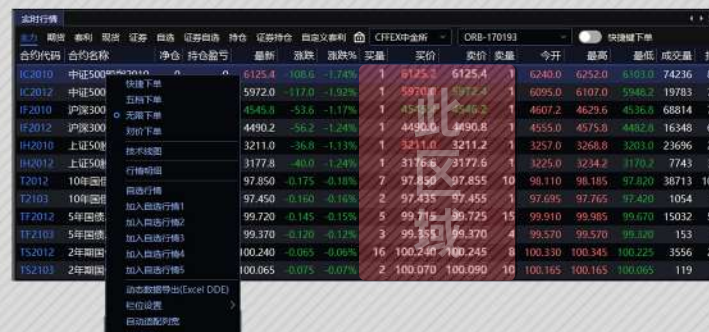 实时行情
主力 期货 套利 现货 证券 自选 证券自选 持仓 证券持仓 自定义套利 CFFEX中金所 ORB-170193 快捷键下单
合约代码 合约名称 净仓 持仓盈亏 最新 涨跌 涨跌% 买量 买价 卖价 卖量 今开 最高 最低 成交量
IC2010 中证500股指2010 0 0 6125.4 -108.6 -1.74% 1 6125.2 6125.4 1 6240.0 6252.0 6103.0 74236
IC2012 中证500 5972.0 -117.0 -1.92% 1 5970.0 5972.4 1 6095.0 6107.0 5946.2 19783
IF2010 沪深300 4545.8 -53.6 -1.17% 1 4545.6 4546.2 1 4607.2 4629.6 4536.8 68814
IF2012 沪深300 4490.2 -56.2 -1.24% 1 4490.0 4490.8 1 4555.0 4575.8 4482.8 16348
IH2010 上证50 3211.0 -36.8 -1.13% 1 3211.0 3211.2 1 3257.0 3268.8 3203.0 23696
IH2012 上证50 3177.8 -40.0 -1.24% 1 3176.6 3177.6 1 3225.0 3234.2 3170.2 7743
T2012 10年国债 97.850 -0.175 -0.18% 7 97.850 97.855 10 98.110 98.185 97.820 38713
T2103 10年国债 97.450 -0.160 -0.16% 2 97.435 97.455 1 97.695 97.765 97.420 1054
TF2012 5年国债 99.720 -0.145 -0.15% 5 99.715 99.725 15 99.910 99.985 99.670 15032
TF2103 5年国债 99.370 -0.120 -0.12% 3 99.355 99.370 4 99.570 99.570 99.320 153
TS2012 2年期国 100.240 -0.065 -0.06% 16 100.240 100.245 8 100.330 100.345 100.225 3556
TS2103 2年期国 100.065 -0.075 -0.07% 2 100.070 100.090 10 100.165 100.165 100.065 119
此区域
快捷下单
五档下单
无限下单
对价下单
技术线图
行情明细
自选行情
加入自选行情1
加入自选行情2
加入自选行情3
加入自选行情4
加入自选行情5
动态数据导出(Excel DDE)
栏位设置
自动适配列宽